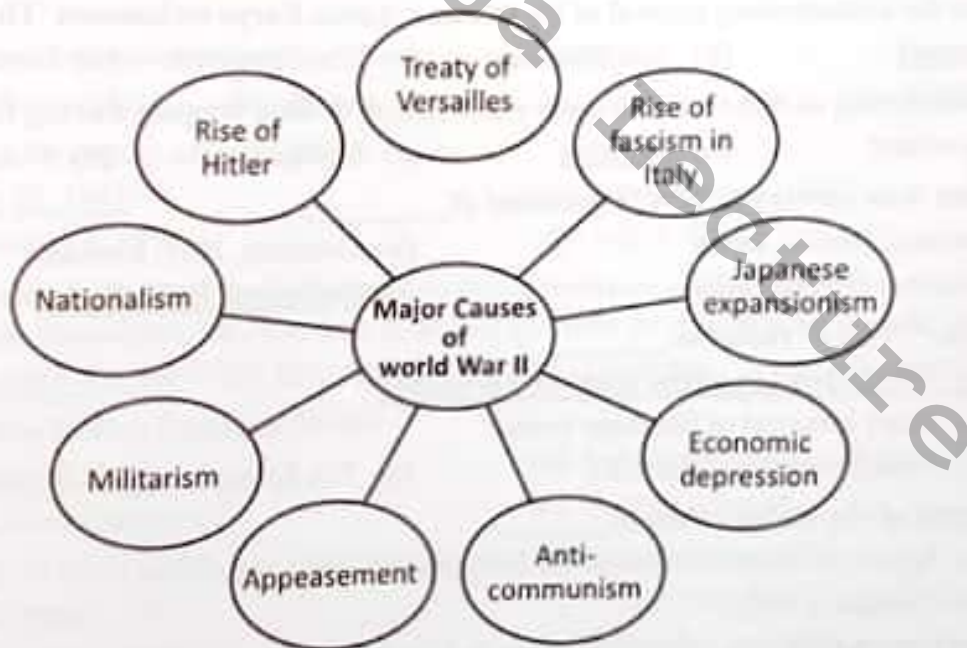 Treaty of
Versailles
Rise of
fascism in
Italy
Japanese
expansionism
Economic
depression
Anti-
communism
Appeasement
Militarism
Nationalism
Rise of
Hitler
Major Causes
of
world War II
lecture